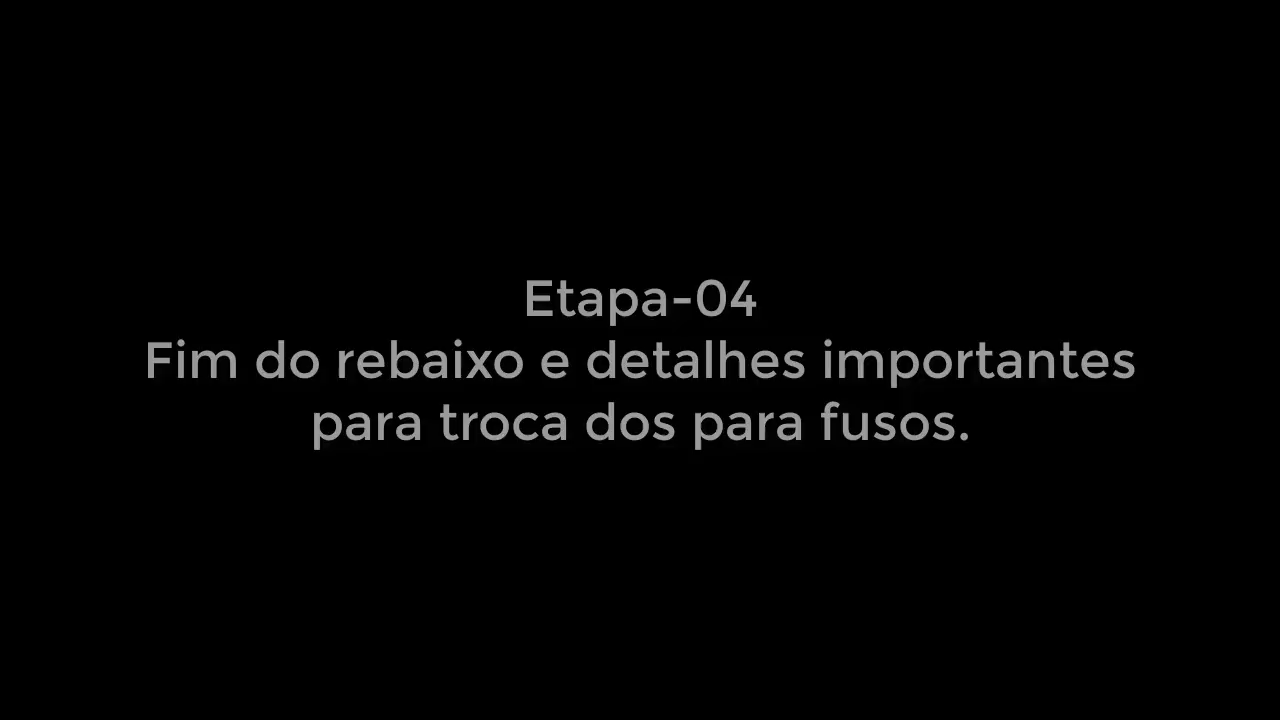 Etapa-04
Fim do rebaixo e detalhes importantes
para troca dos para fusos.